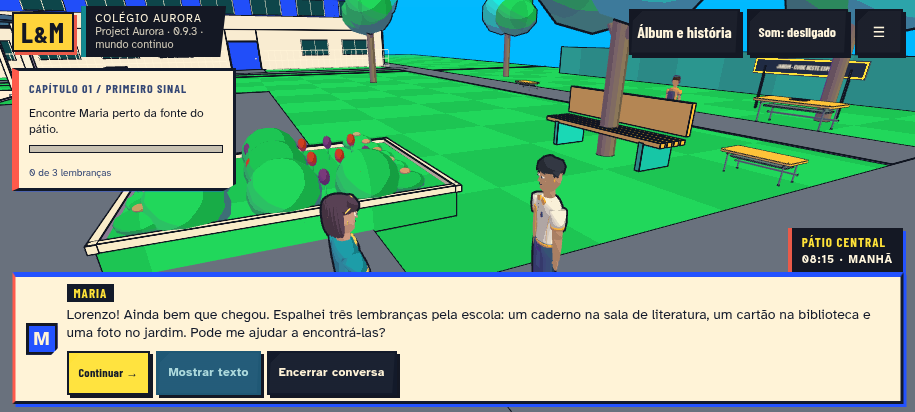 L&M
COLÉGIO AURORA
Project Aurora · 0.9.3 ·
mundo contínuo
Álbum e história
Som: desligado
☰
CAPÍTULO 01 / PRIMEIRO SINAL
Encontre Maria perto da fonte do
pátio.
0 de 3 lembranças
PÁTIO CENTRAL
08:15 · MANHÃ
MARIA
M
Lorenzo! Ainda bem que chegou. Espalhei três lembranças pela escola: um caderno na sala de literatura, um cartão na biblioteca e
uma foto no jardim. Pode me ajudar a encontrá-las?
Continuar →
Mostrar texto
Encerrar conversa